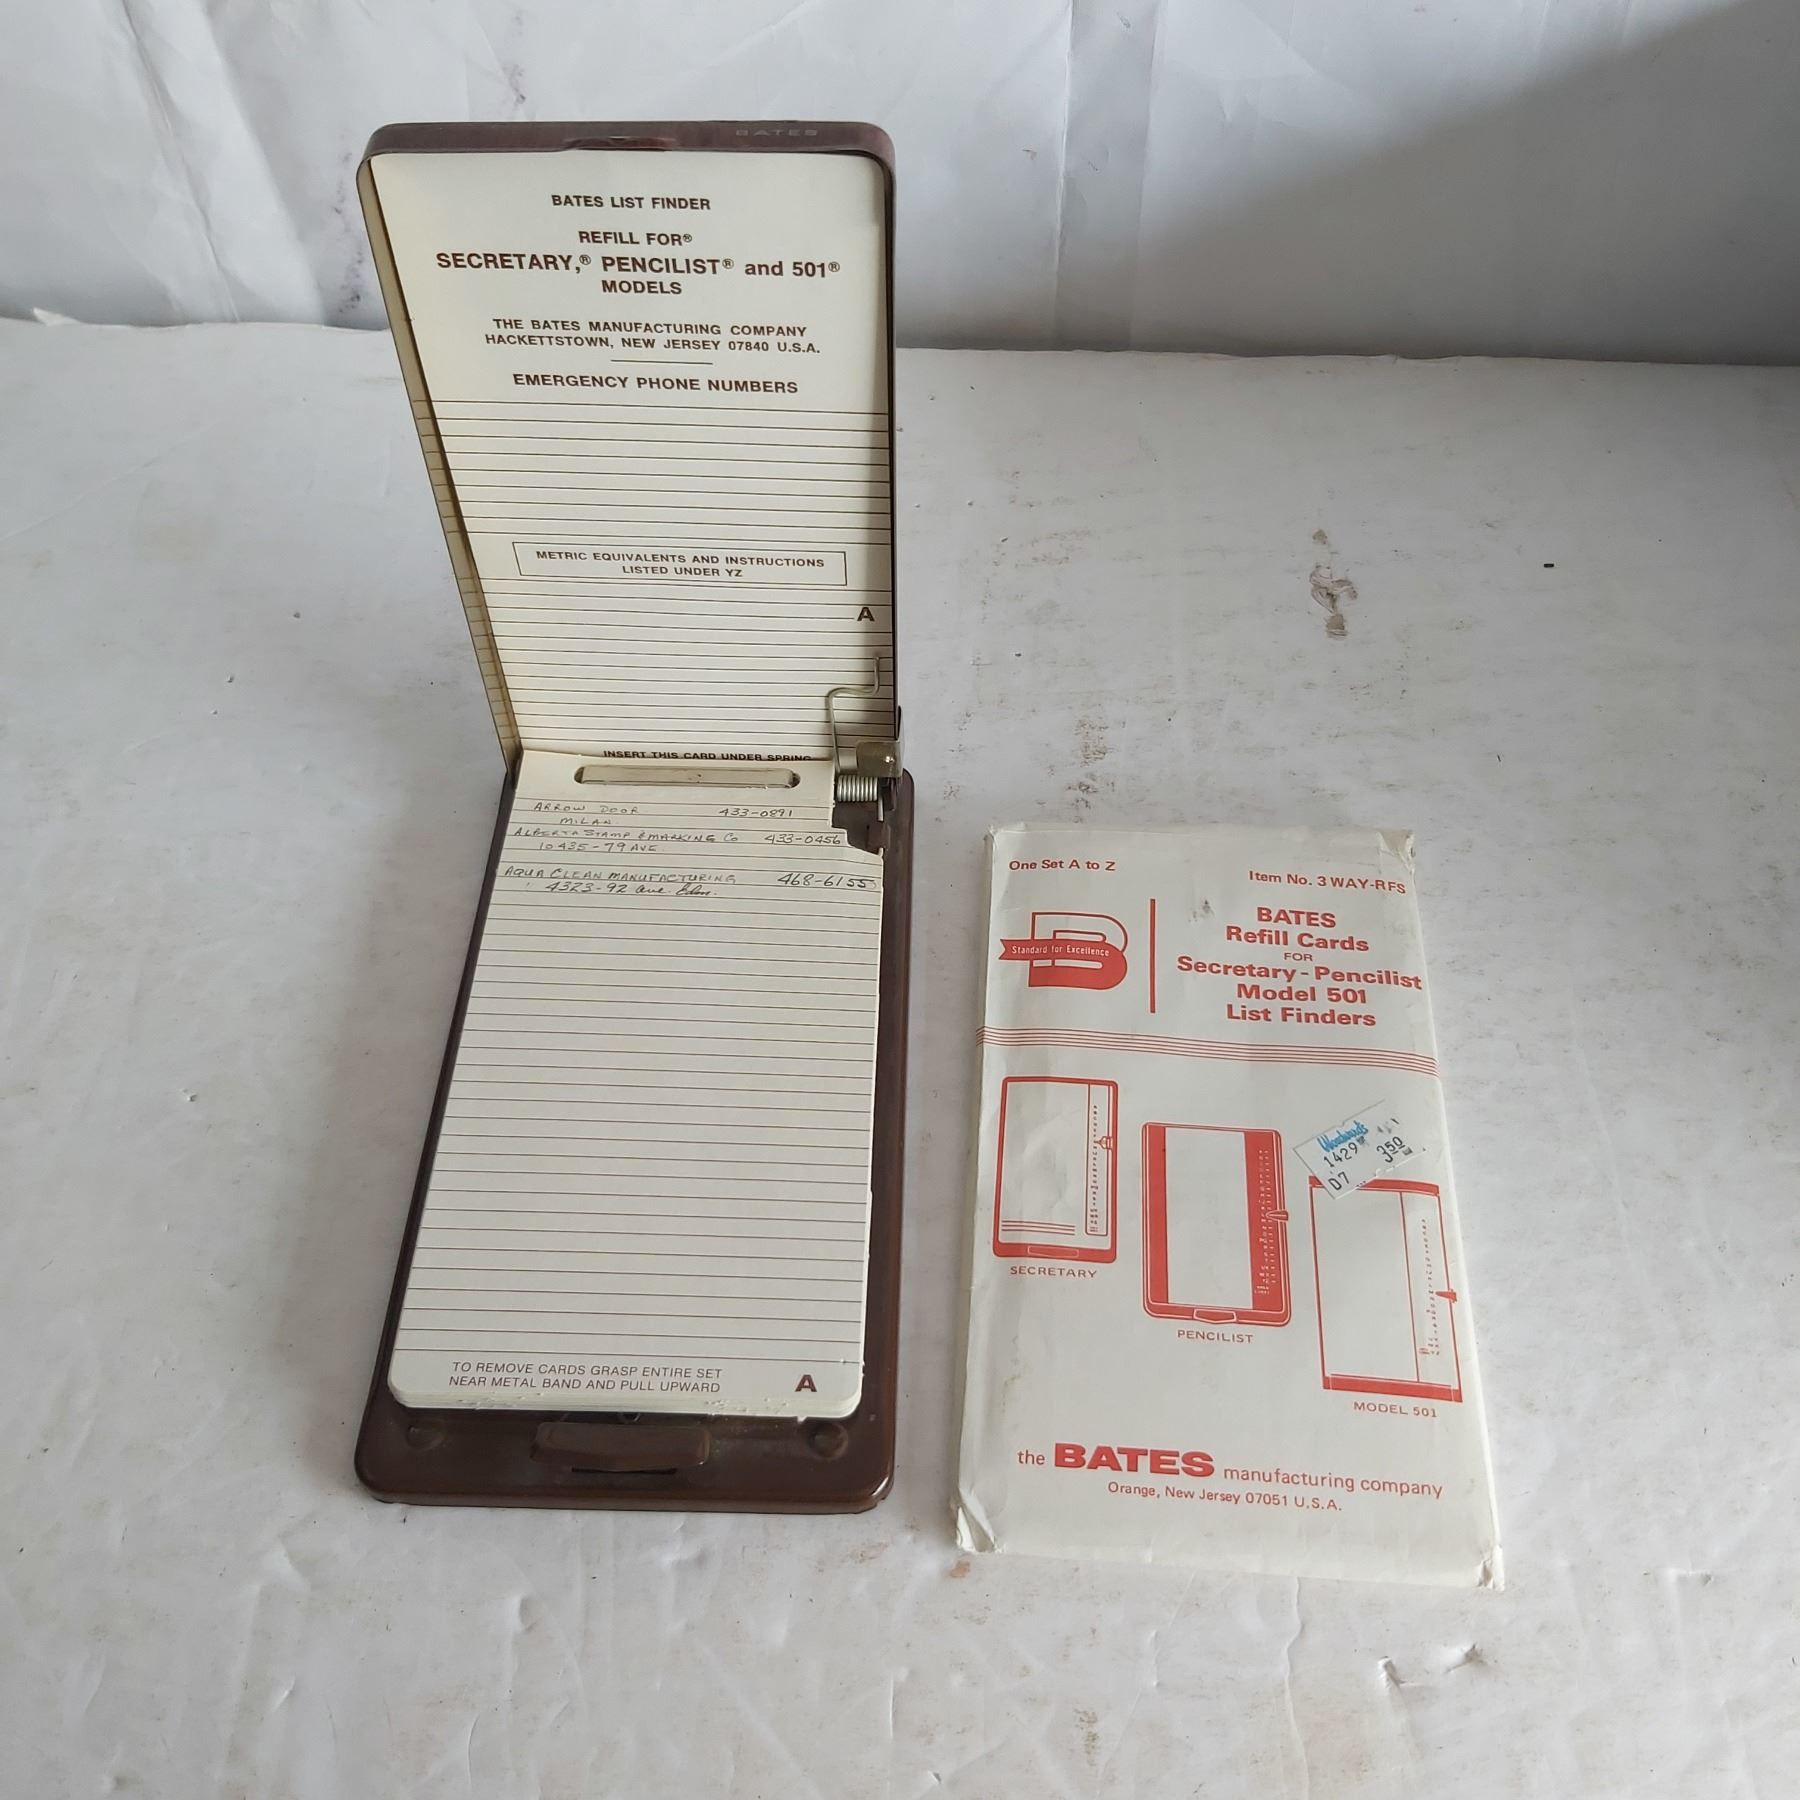 BATES
BATES LIST FINDER
REFILL FOR®
SECRETARY,® PENCILIST® and 501®
MODELS
THE BATES MANUFACTURING COMPANY
HACKETTSTOWN, NEW JERSEY 07840 U.S.A.
EMERGENCY PHONE NUMBERS
METRIC EQUIVALENTS AND INSTRUCTIONS
LISTED UNDER YZ
A
INSERT THIS CARD UNDER SPRING
ARROW DOOR 433-0891
MILAN
ALBERTA STAMP & MARKING Co 433-0456
10435-79 AVE.
AQUA CLEAN MANUFACTURING 468-6155
4323-92 ave. Edm.
TO REMOVE CARDS GRASP ENTIRE SET
NEAR METAL BAND AND PULL UPWARD
A
One Set A to Z
Item No. 3 WAY-RFS
B
Standard for Excellence
BATES
Refill Cards
FOR
Secretary - Pencilist
Model 501
List Finders
Woodward's
1429
3.50
D7
SECRETARY
PENCILIST
MODEL 501
the BATES manufacturing company
Orange, New Jersey 07051 U.S.A.